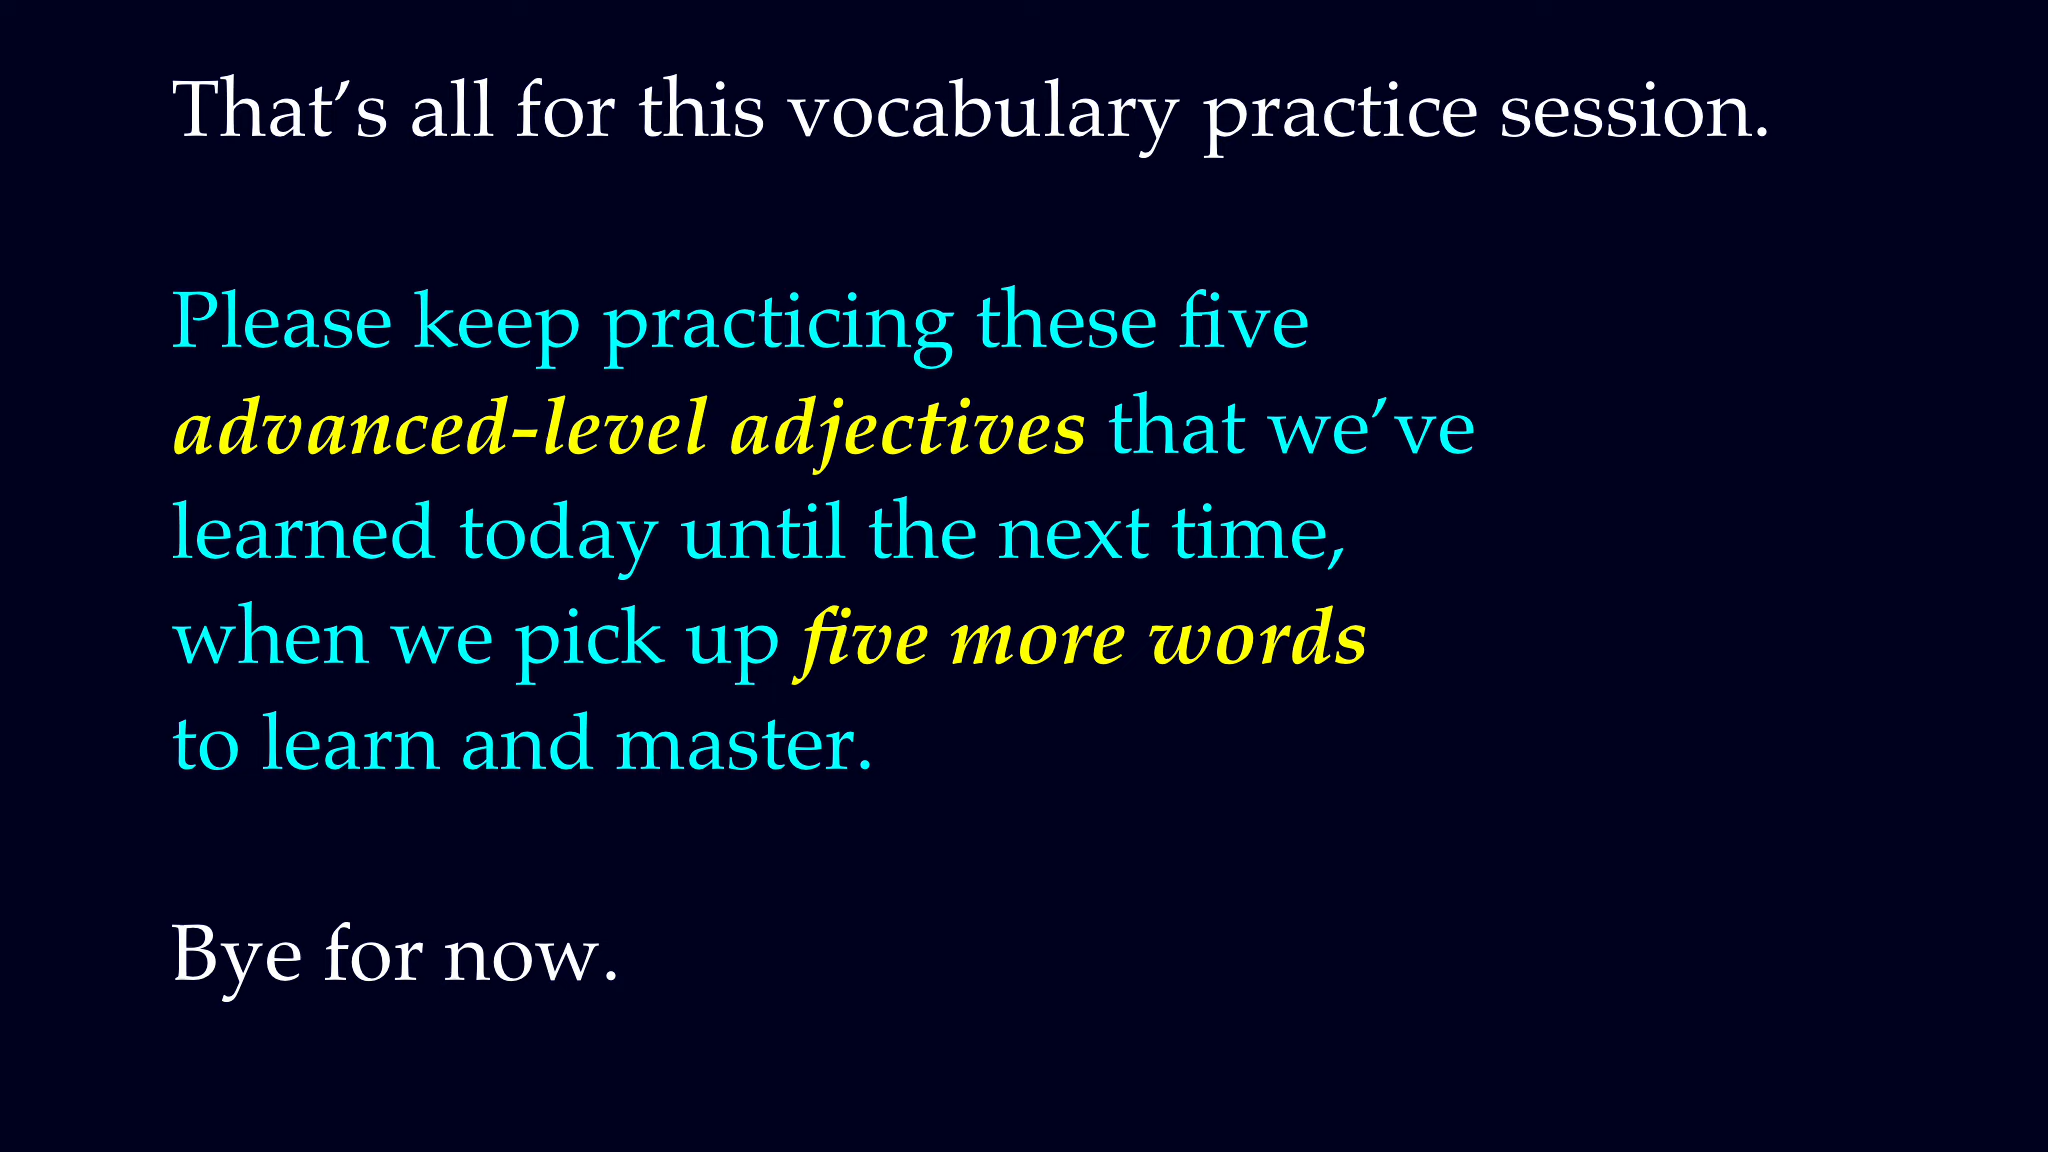 That’s all for this vocabulary practice session.
Please keep practicing these five
advanced-level adjectives that we’ve
learned today until the next time,
when we pick up five more words
to learn and master.
Bye for now.